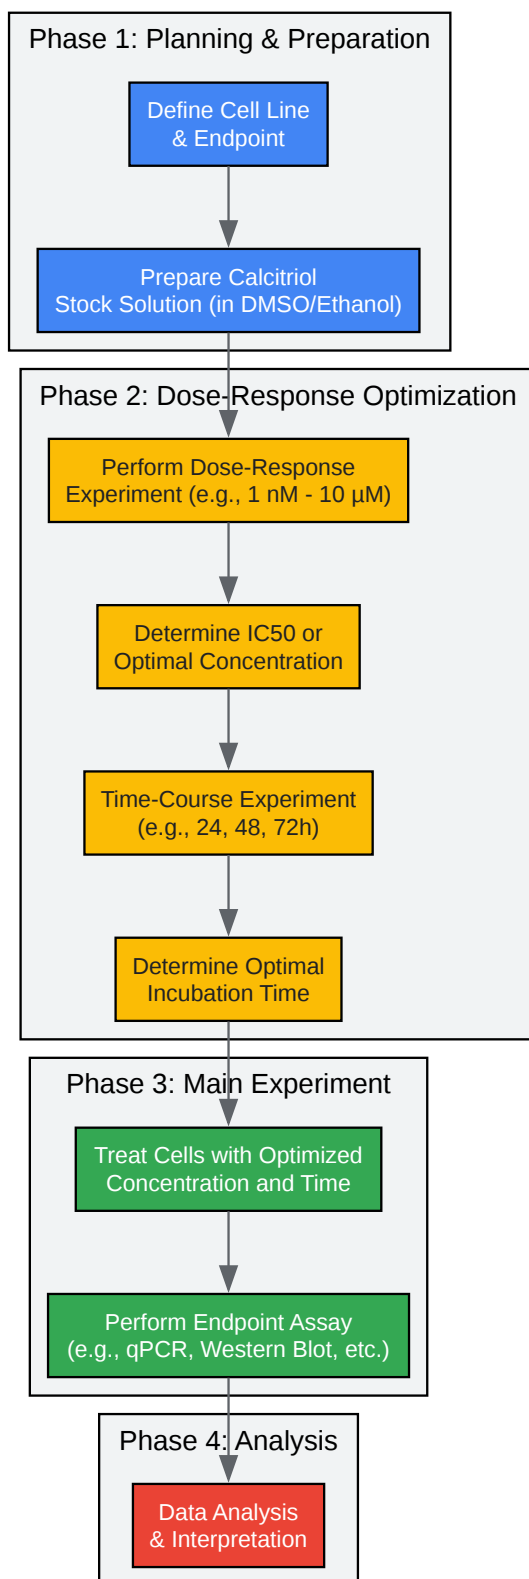 Phase 1: Planning & Preparation
Define Cell Line
& Endpoint
Prepare Calcitriol
Stock Solution (in DMSO/Ethanol)
Phase 2: Dose-Response Optimization
Perform Dose-Response
Experiment (e.g., 1 nM - 10 µM)
Determine IC50 or
Optimal Concentration
Time-Course Experiment
(e.g., 24, 48, 72h)
Determine Optimal
Incubation Time
Phase 3: Main Experiment
Treat Cells with Optimized
Concentration and Time
Perform Endpoint Assay
(e.g., qPCR, Western Blot, etc.)
Phase 4: Analysis
Data Analysis
& Interpretation